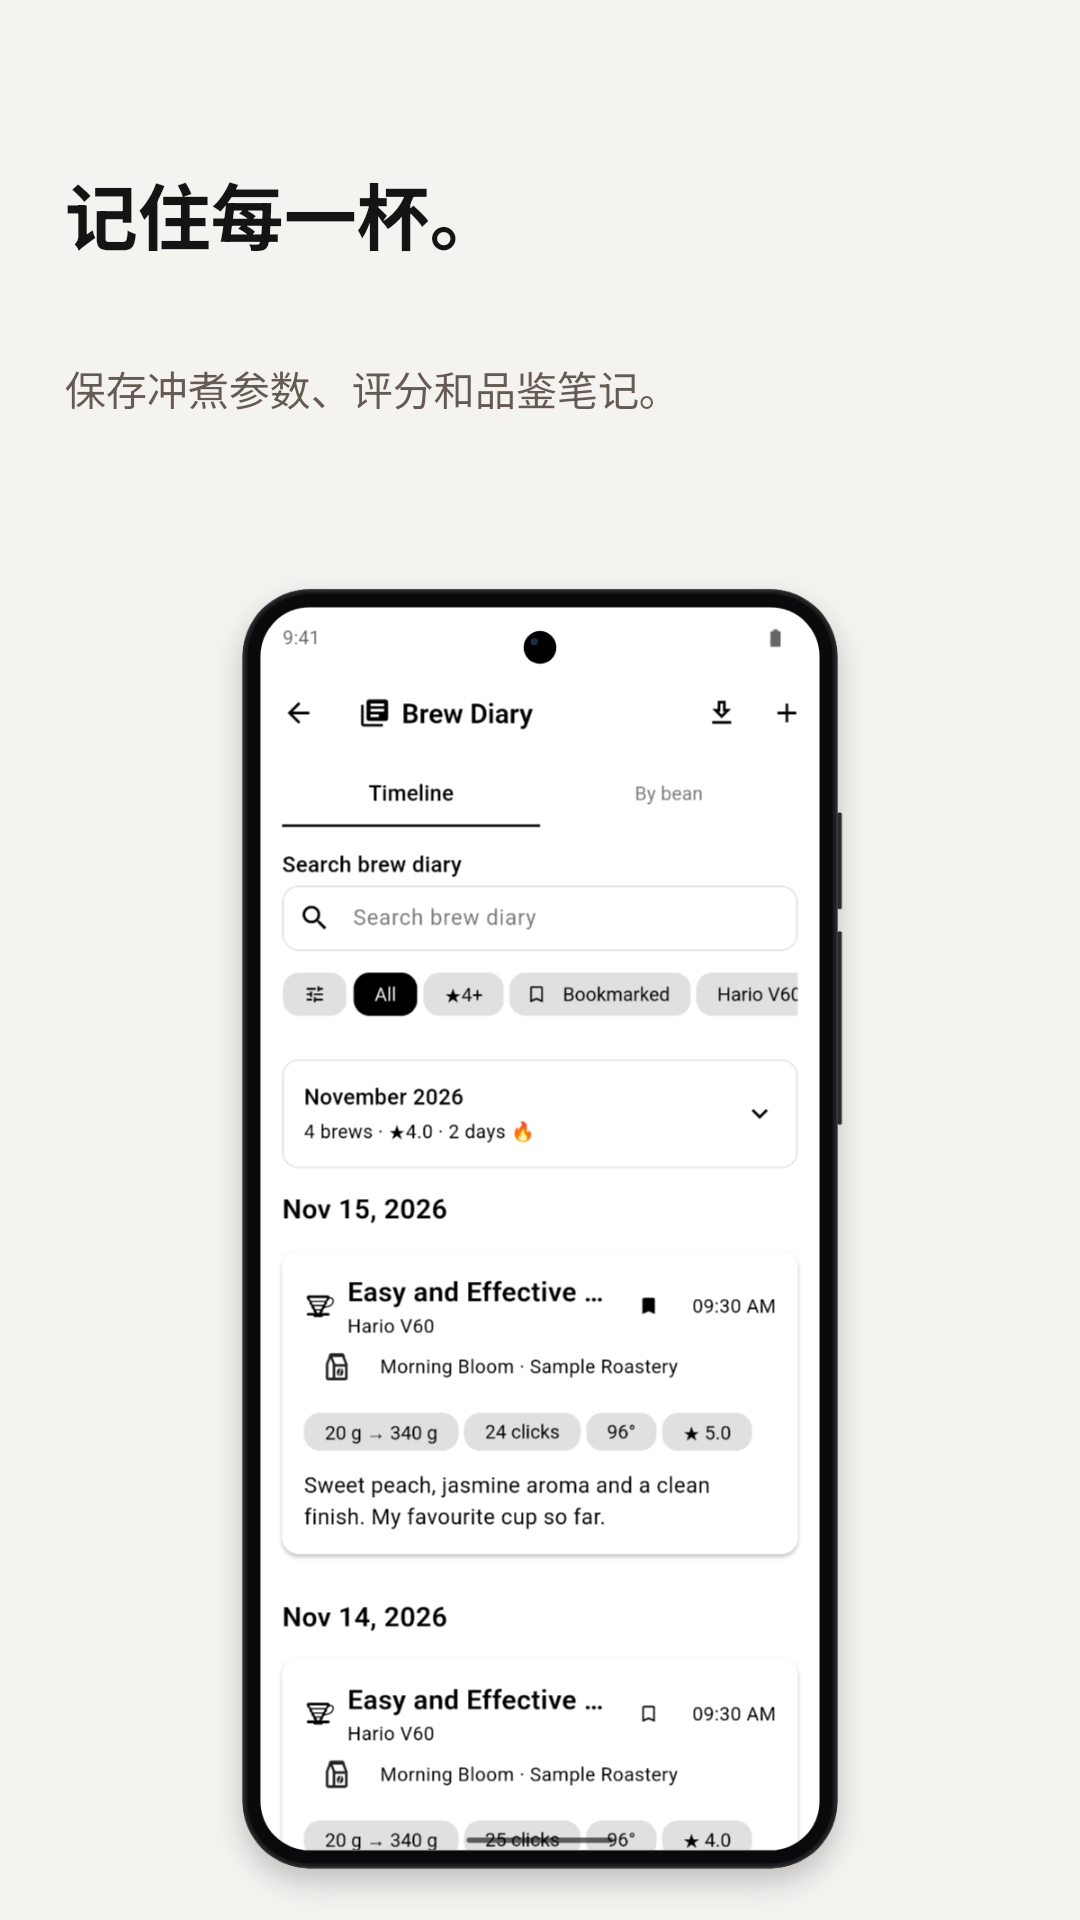 记住每一杯。
保存冲煮参数、评分和品鉴笔记。
9:41
Brew Diary
Timeline
By bean
Search brew diary
Search brew diary
All
★4+
Bookmarked
Hario V60
November 2026
4 brews · ★4.0 · 2 days 🔥
Nov 15, 2026
Easy and Effective ...
09:30 AM
Hario V60
Morning Bloom · Sample Roastery
20 g → 340 g
24 clicks
96°
★ 5.0
Sweet peach, jasmine aroma and a clean
finish. My favourite cup so far.
Nov 14, 2026
Easy and Effective ...
09:30 AM
Hario V60
Morning Bloom · Sample Roastery
20 g → 340 g
25 clicks
96°
★ 4.0